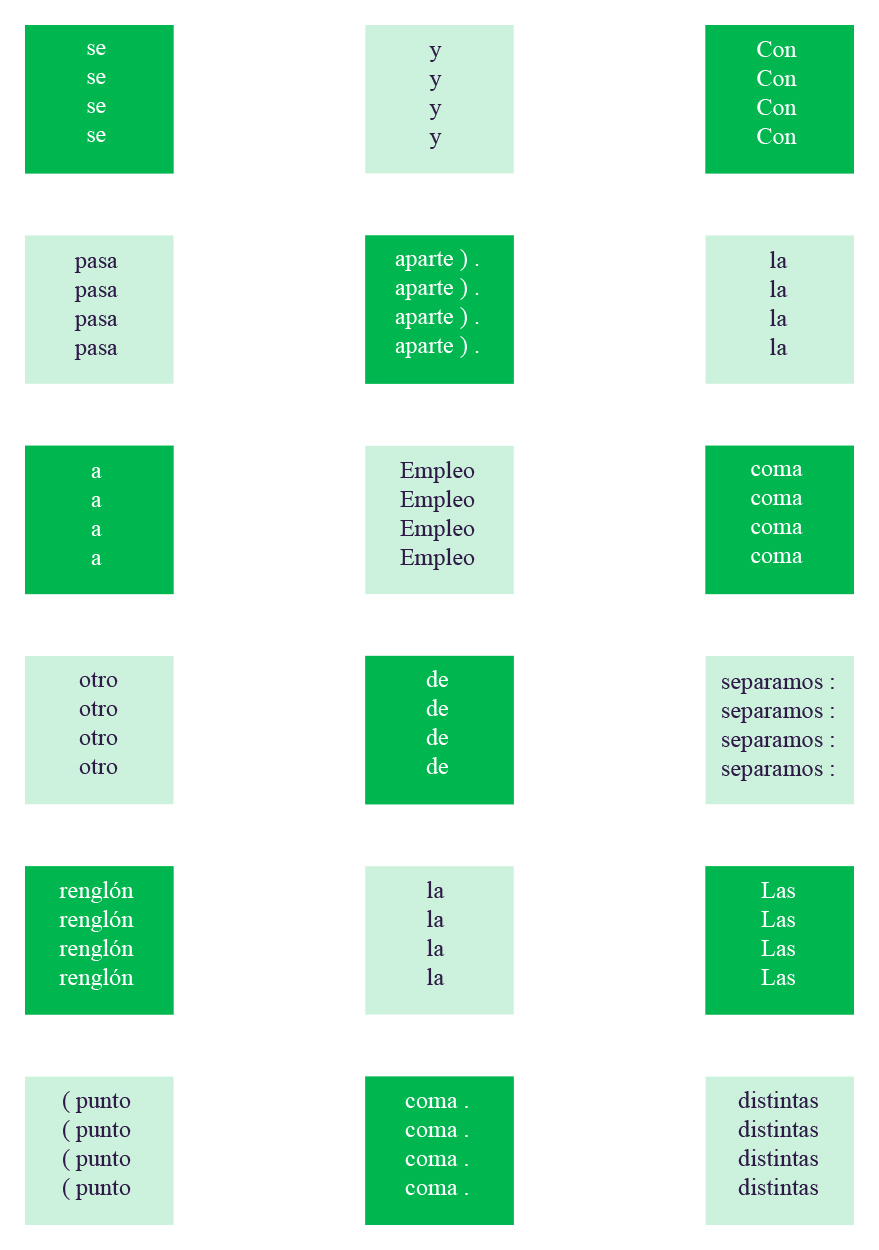 se
se
se
se
pasa
pasa
pasa
pasa
a
a
a
a
otro
otro
otro
otro
renglón
renglón
renglón
renglón
( punto
( punto
( punto
( punto
y
y
y
y
aparte ) .
aparte ) .
aparte ) .
aparte ) .
Empleo
Empleo
Empleo
Empleo
de
de
de
de
la
la
la
la
coma .
coma .
coma .
coma .
Con
Con
Con
Con
la
la
la
la
coma
coma
coma
coma
separamos :
separamos :
separamos :
separamos :
Las
Las
Las
Las
distintas
distintas
distintas
distintas